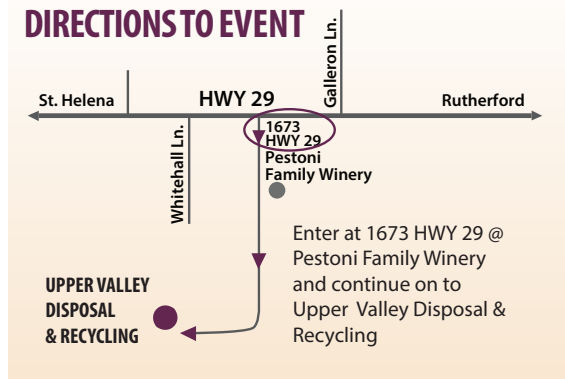 DIRECTIONS TO EVENT
Galleron Ln.
St. Helena
HWY 29
Rutherford
Whitehall Ln.
1673
HWY 29
Pestoni
Family Winery
Enter at 1673 HWY 29 @
Pestoni Family Winery
and continue on to
Upper Valley Disposal &
Recycling
UPPER VALLEY
DISPOSAL
& RECYCLING